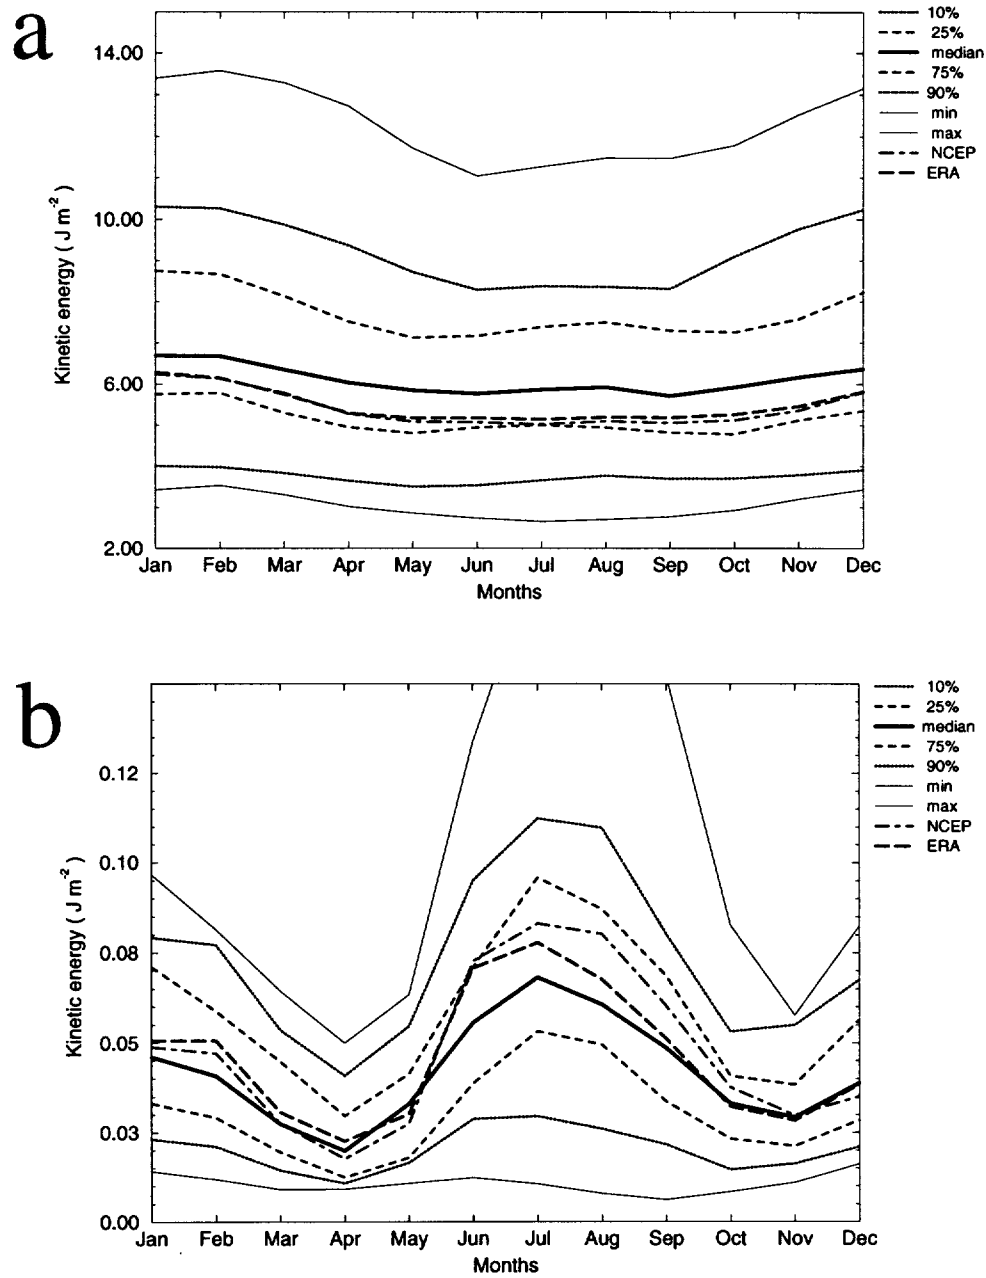 a
10%
25%
median
75%
90%
min
max
NCEP
ERA
14.00
10.00
6.00
2.00
Kinetic energy ( J m⁻² )
Jan Feb Mar Apr May Jun Jul Aug Sep Oct Nov Dec
Months
b
10%
25%
median
75%
90%
min
max
NCEP
ERA
0.12
0.10
0.08
0.05
0.03
0.00
Kinetic energy ( J m⁻² )
Jan Feb Mar Apr May Jun Jul Aug Sep Oct Nov Dec
Months